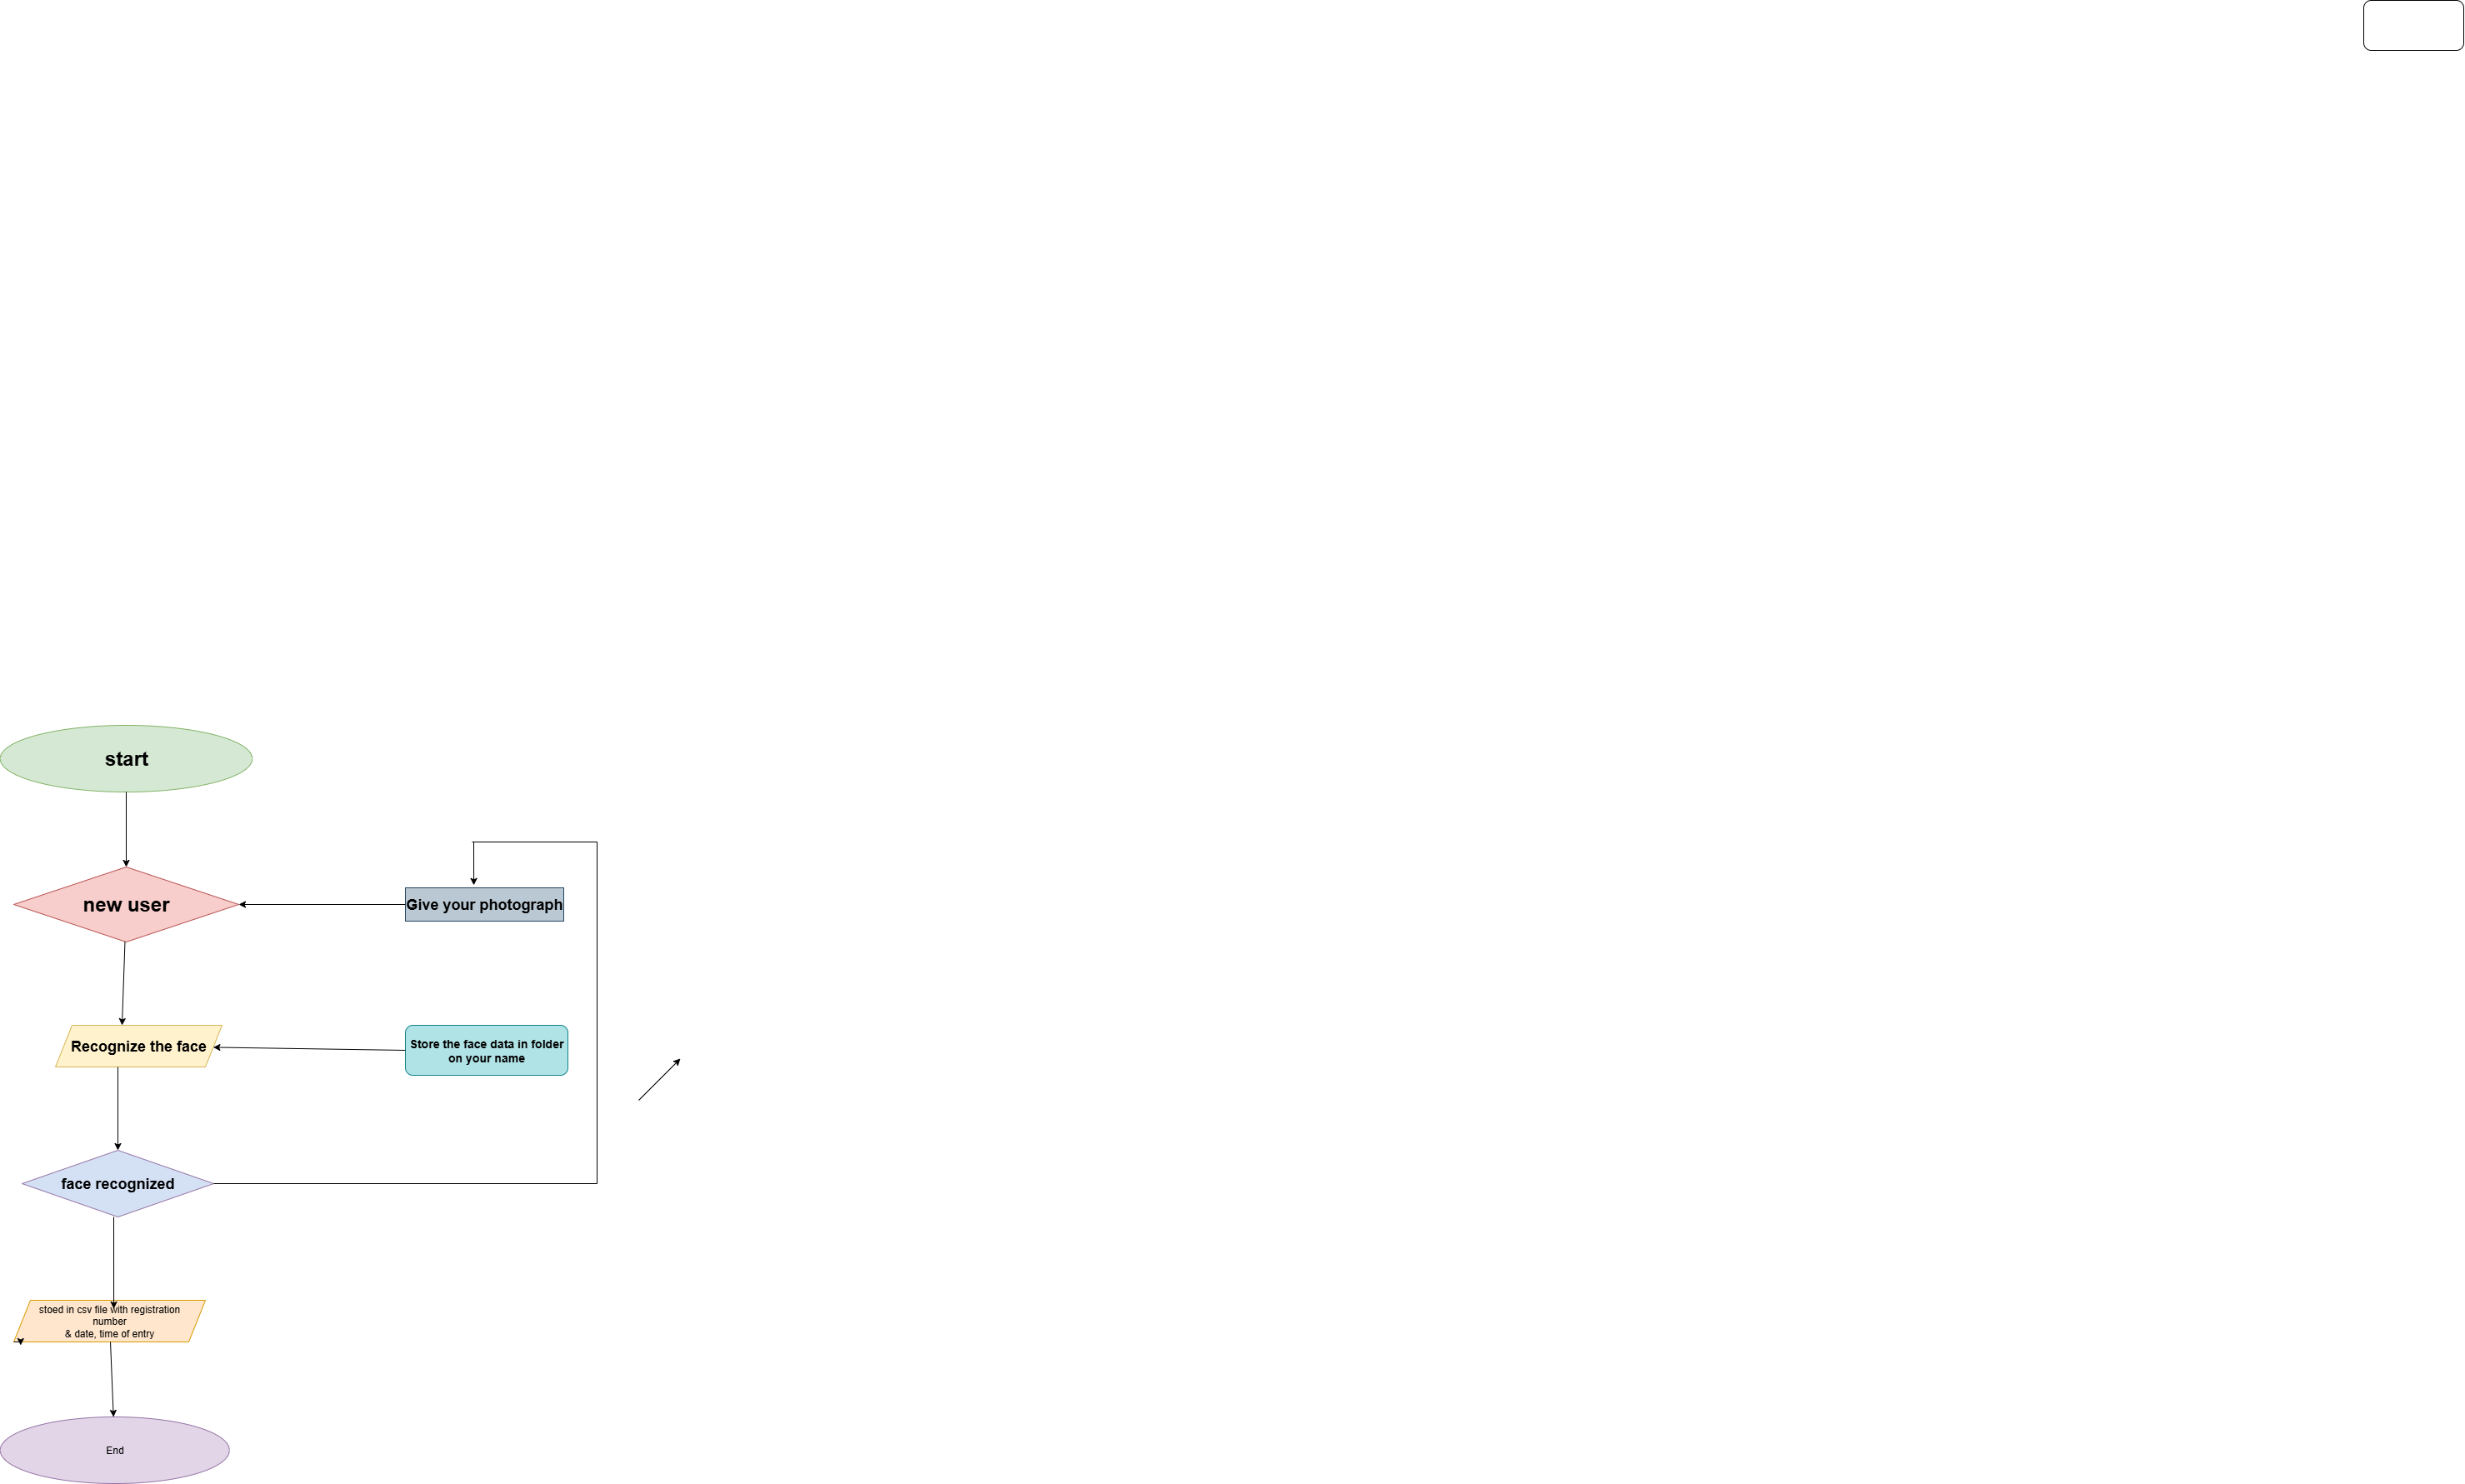 start
new user
Give your photograph
Recognize the face
Store the face data in folder
on your name
face recognized
stoed in csv file with registration
number
& date, time of entry
End